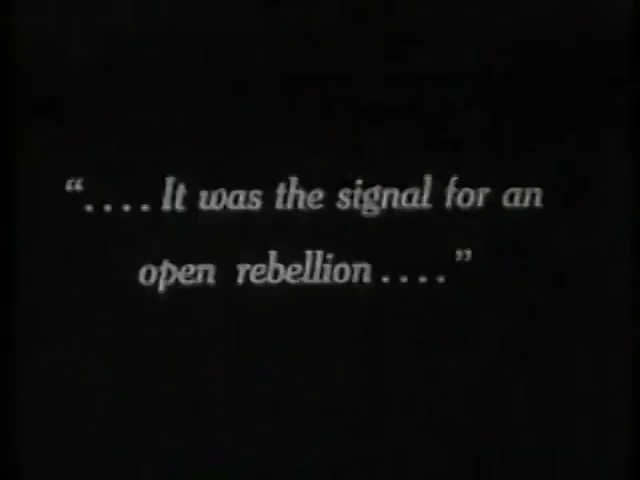 “.... It was the signal for an
open rebellion....”